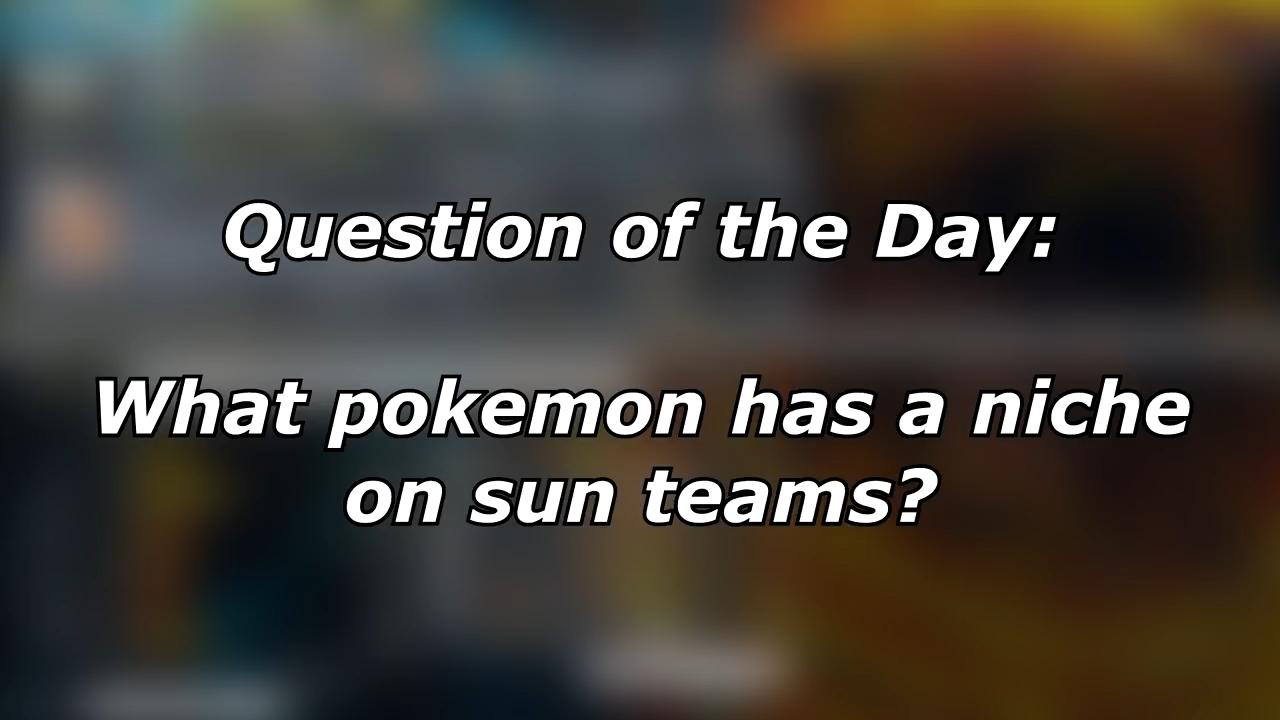 Question of the Day:
What pokemon has a niche
on sun teams?